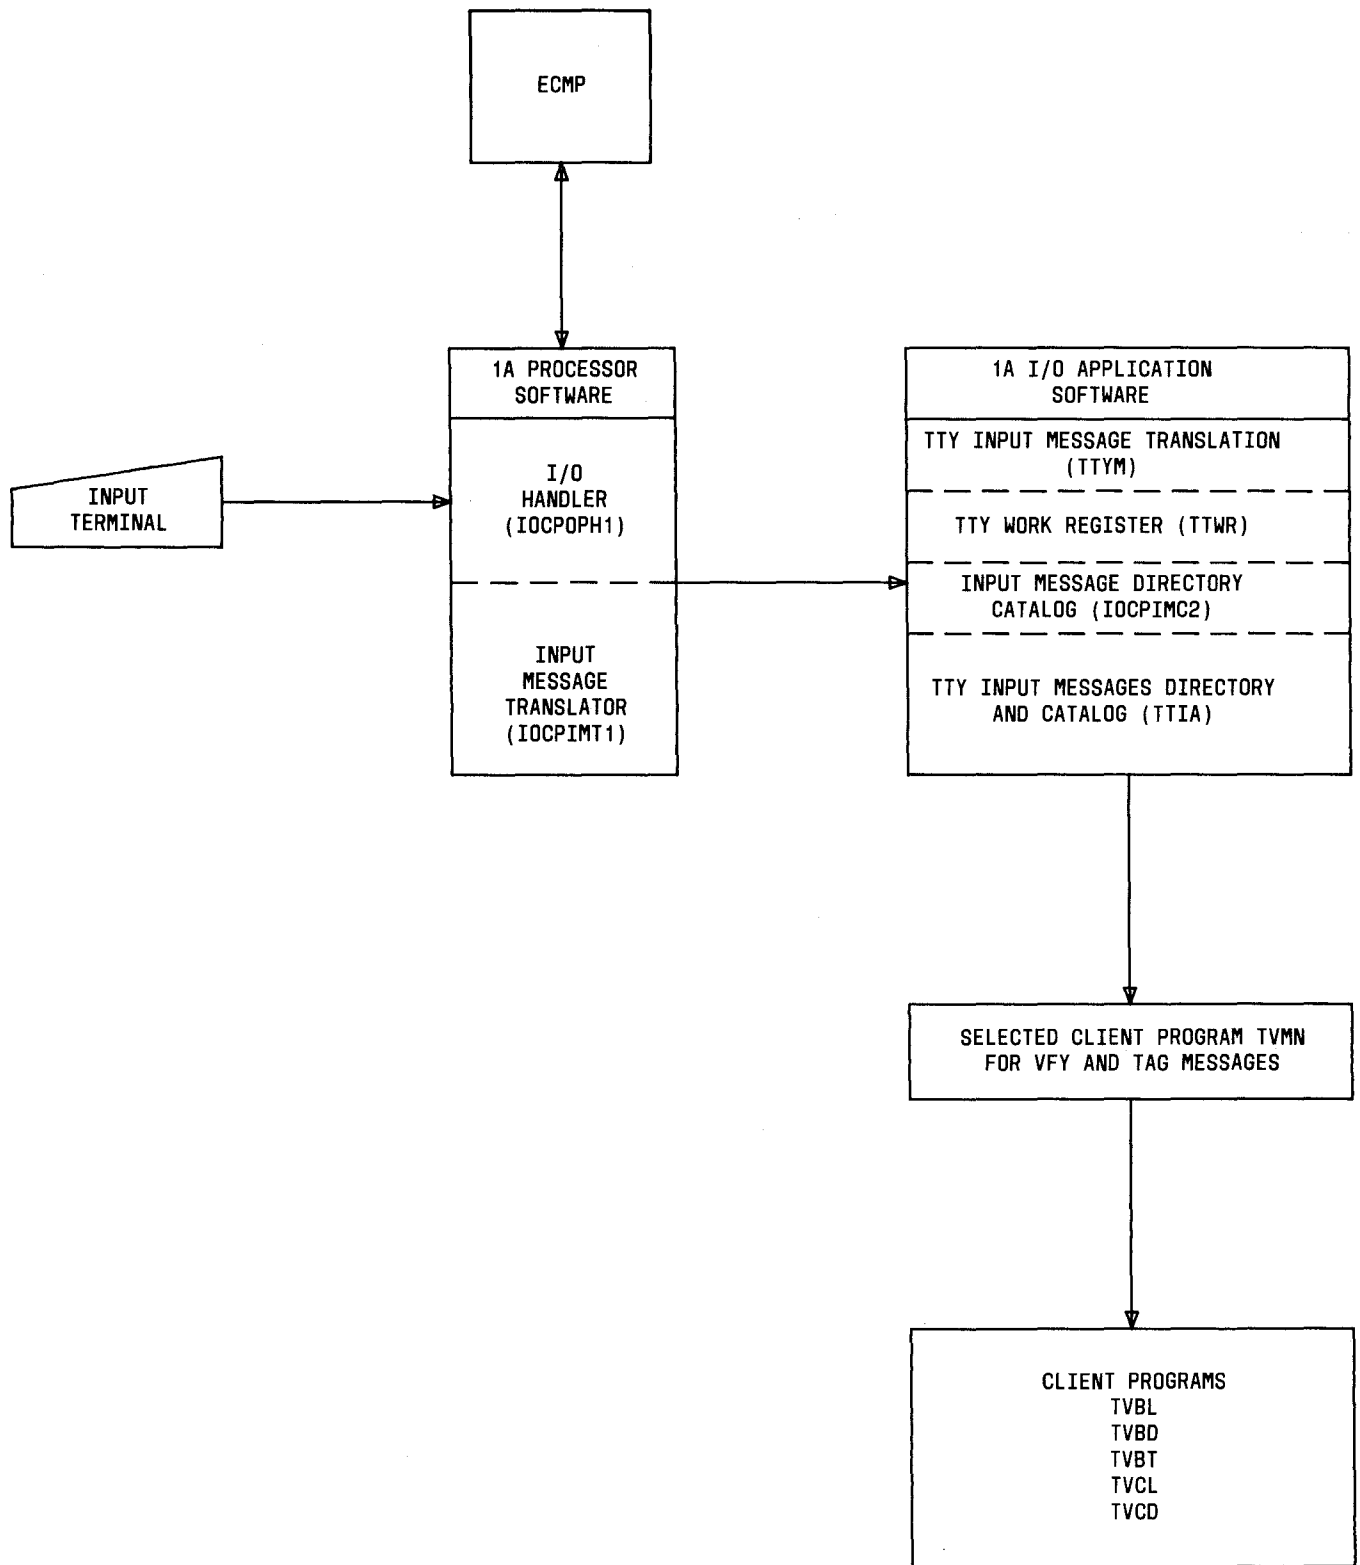 ECMP
1A PROCESSOR
SOFTWARE
I/O
HANDLER
(IOCPOPH1)
INPUT
MESSAGE
TRANSLATOR
(IOCPIMT1)
INPUT
TERMINAL
1A I/O APPLICATION
SOFTWARE
TTY INPUT MESSAGE TRANSLATION
(TTYM)
TTY WORK REGISTER (TTWR)
INPUT MESSAGE DIRECTORY
CATALOG (IOCPIMC2)
TTY INPUT MESSAGES DIRECTORY
AND CATALOG (TTIA)
SELECTED CLIENT PROGRAM TVMN
FOR VFY AND TAG MESSAGES
CLIENT PROGRAMS
TVBL
TVBD
TVBT
TVCL
TVCD